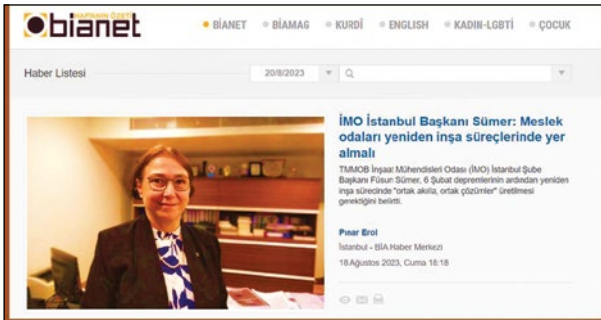 HAFTANIN ÖZETİ
bianet
BİANET BİAMAG KURDÎ ENGLISH KADIN-LGBTİ ÇOCUK
Haber Listesi
20/8/2023
İMO İstanbul Başkanı Sümer: Meslek
odaları yeniden inşa süreçlerinde yer
almalı
TMMOB İnşaat Mühendisleri Odası (İMO) İstanbul Şube
Başkanı Füsun Sümer, 6 Şubat depremlerinin ardından yeniden
inşa sürecinde "ortak akılla, ortak çözümler" üretilmesi
gerektiğini belirtti.
Pınar Erol
İstanbul - BİA Haber Merkezi
18 Ağustos 2023, Cuma 18:18